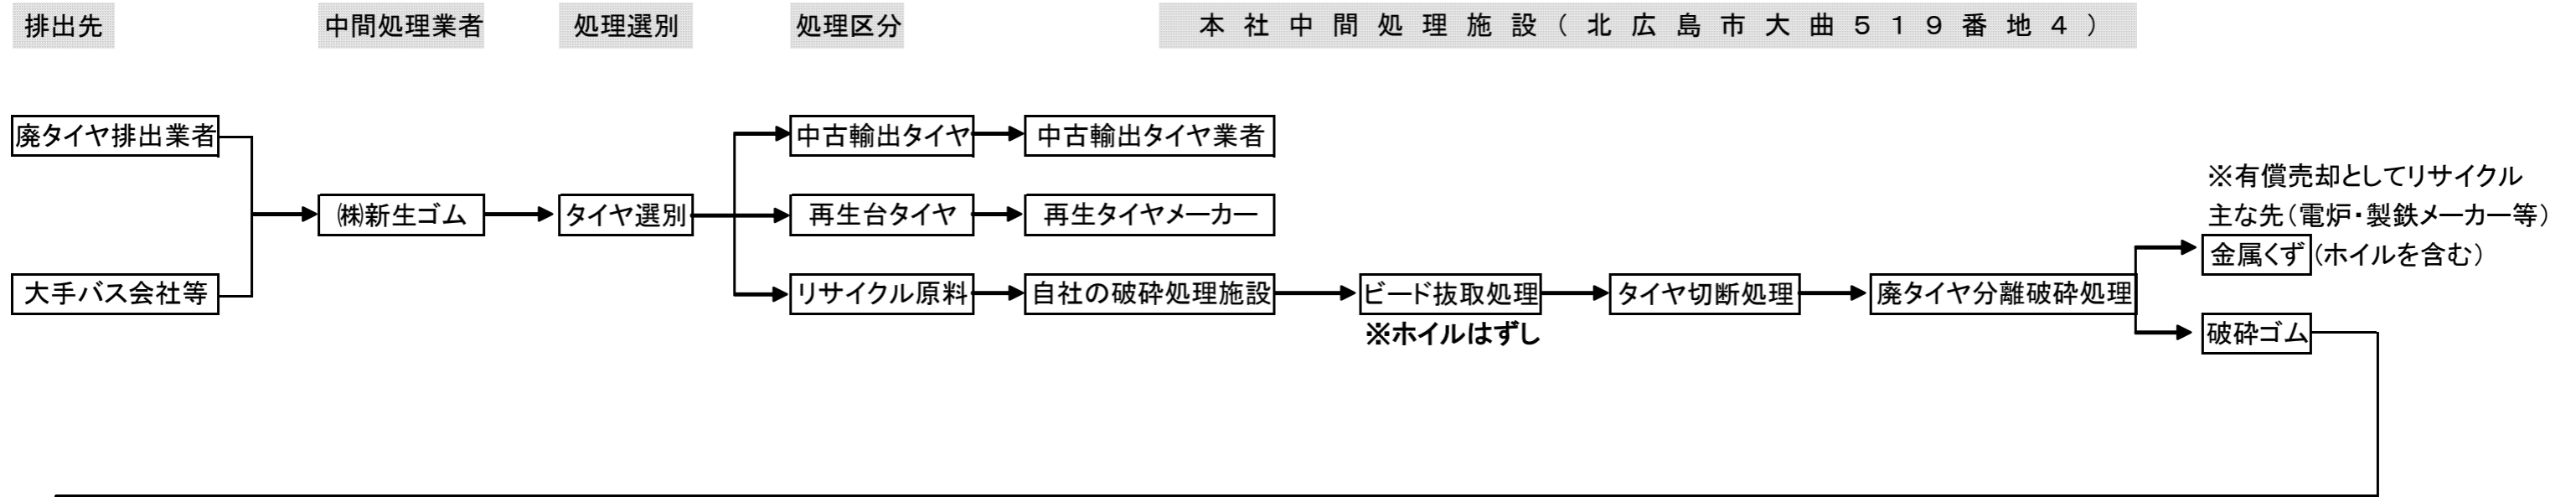 排出先
中間処理業者
処理選別
処理区分
本社中間処理施設(北広島市大曲519番地4)
廃タイヤ排出業者
大手バス会社等
㈱新生ゴム
タイヤ選別
中古輸出タイヤ
中古輸出タイヤ業者
再生台タイヤ
再生タイヤメーカー
リサイクル原料
自社の破砕処理施設
ビード抜取処理
※ホイルはずし
タイヤ切断処理
廃タイヤ分離破砕処理
※有償売却としてリサイクル
主な先(電炉・製鉄メーカー等)
金属くず(ホイルを含む)
破砕ゴム